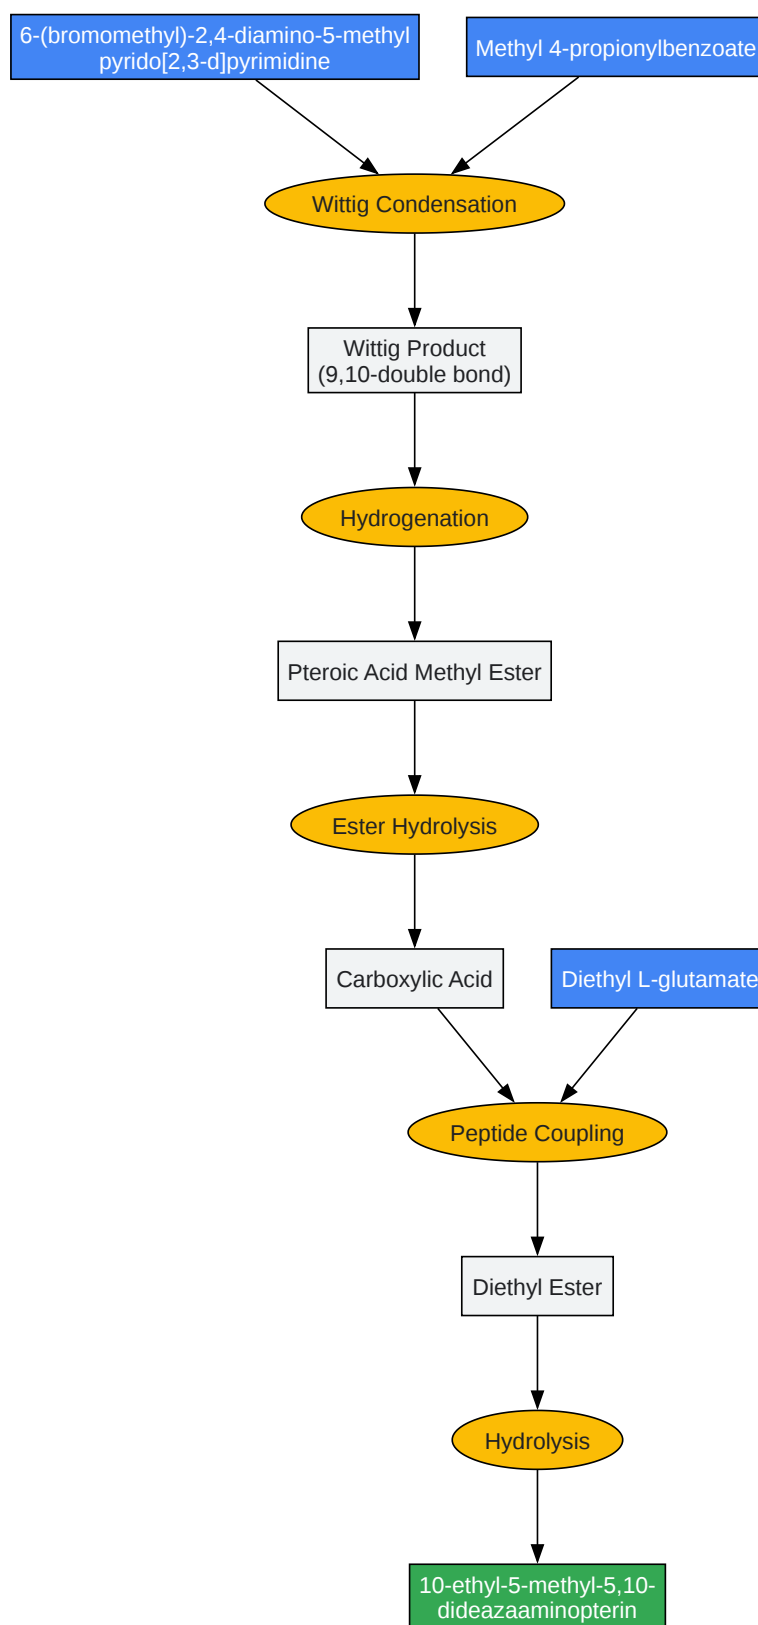 6-(bromomethyl)-2,4-diamino-5-methyl
pyrido[2,3-d]pyrimidine
Methyl 4-propionylbenzoate
Wittig Condensation
Wittig Product
(9,10-double bond)
Hydrogenation
Pteroic Acid Methyl Ester
Ester Hydrolysis
Carboxylic Acid
Diethyl L-glutamate
Peptide Coupling
Diethyl Ester
Hydrolysis
10-ethyl-5-methyl-5,10-
dideazaaminopterin